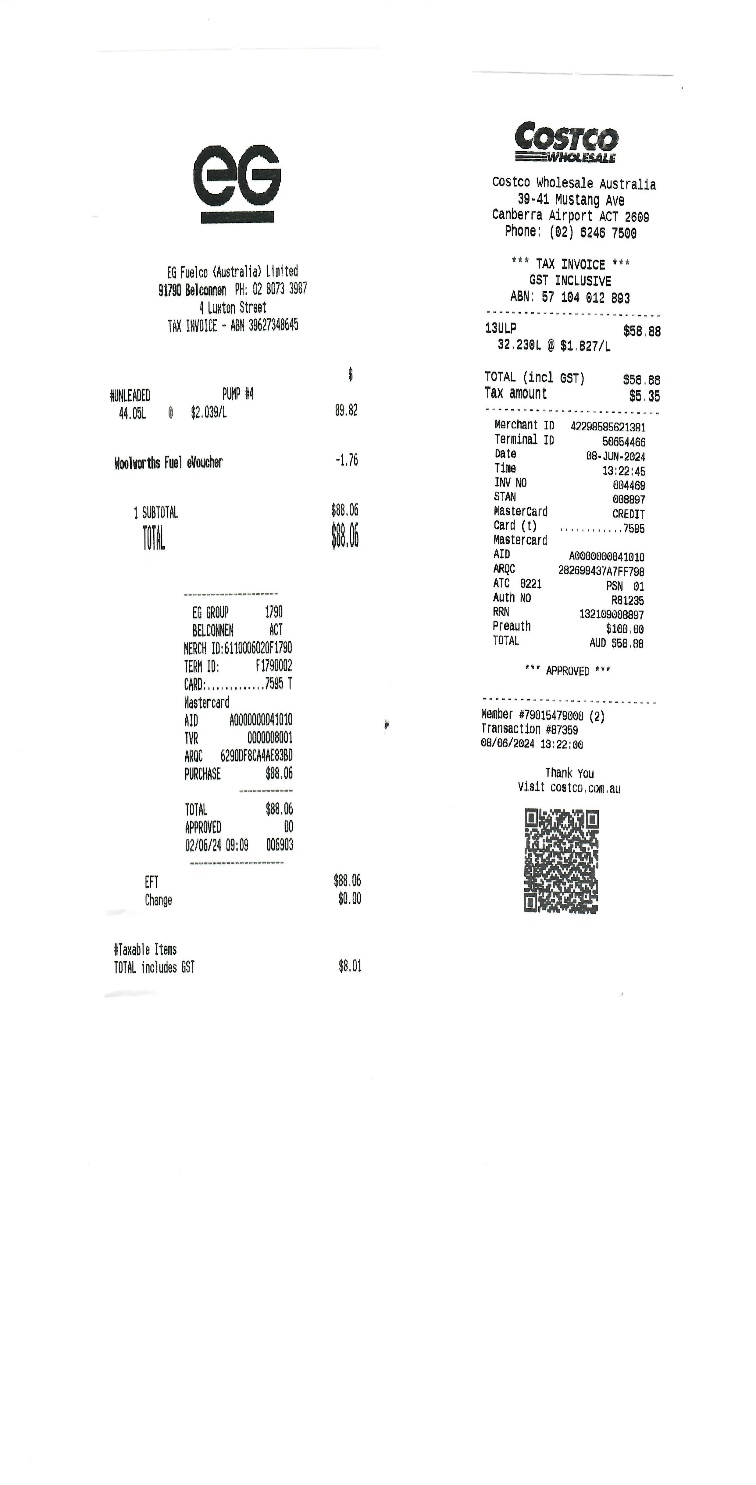 eG
EG Fuelco (Australia) Limited
91790 Belconnen PH: 02 8073 3987
4 Luxton Street
TAX INVOICE - ABN 39627348645
$
#UNLEADED PUMP #4
44.05L @ $2.039/L 89.82
Woolworths Fuel eVoucher -1.76
1 SUBTOTAL $88.06
TOTAL $88.06
EG GROUP 1790
BELCONNEN ACT
MERCH ID:6110006020F1790
TERM ID: F1790002
CARD:.............7595 T
Mastercard
AID A0000000041010
TVR 0000008001
ARQC 6290DF8CA4AE83BD
PURCHASE $88.06
TOTAL $88.06
APPROVED 00
02/06/24 09:09 006903
EFT $88.06
Change $0.00
#Taxable Items
TOTAL includes GST $8.01
COSTCO
WHOLESALE
Costco Wholesale Australia
39-41 Mustang Ave
Canberra Airport ACT 2609
Phone: (02) 6246 7500
*** TAX INVOICE ***
GST INCLUSIVE
ABN: 57 104 012 893
13ULP $58.88
32.230L @ $1.827/L
TOTAL (incl GST) $58.88
Tax amount $5.35
Merchant ID 42298585621381
Terminal ID 50654466
Date 08-JUN-2024
Time 13:22:45
INV NO 004469
STAN 008897
MasterCard CREDIT
Card (t) ............7595
Mastercard
AID A0000000041010
ARQC 282699437A7FF798
ATC 0221 PSN 01
Auth NO R81235
RRN 132109008897
Preauth $160.00
TOTAL AUD $58.88
*** APPROVED ***
Member #79015479000 (2)
Transaction #87359
08/06/2024 13:22:00
Thank You
Visit costco.com.au